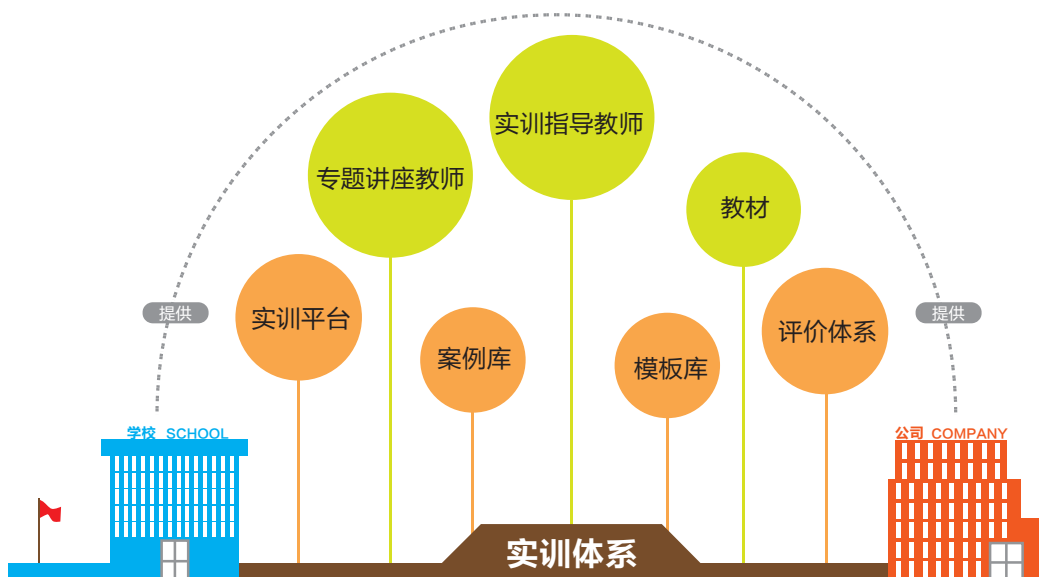 实训指导教师
专题讲座教师
教材
提供
提供
实训平台
评价体系
案例库
模板库
学校 SCHOOL
公司 COMPANY
实训体系